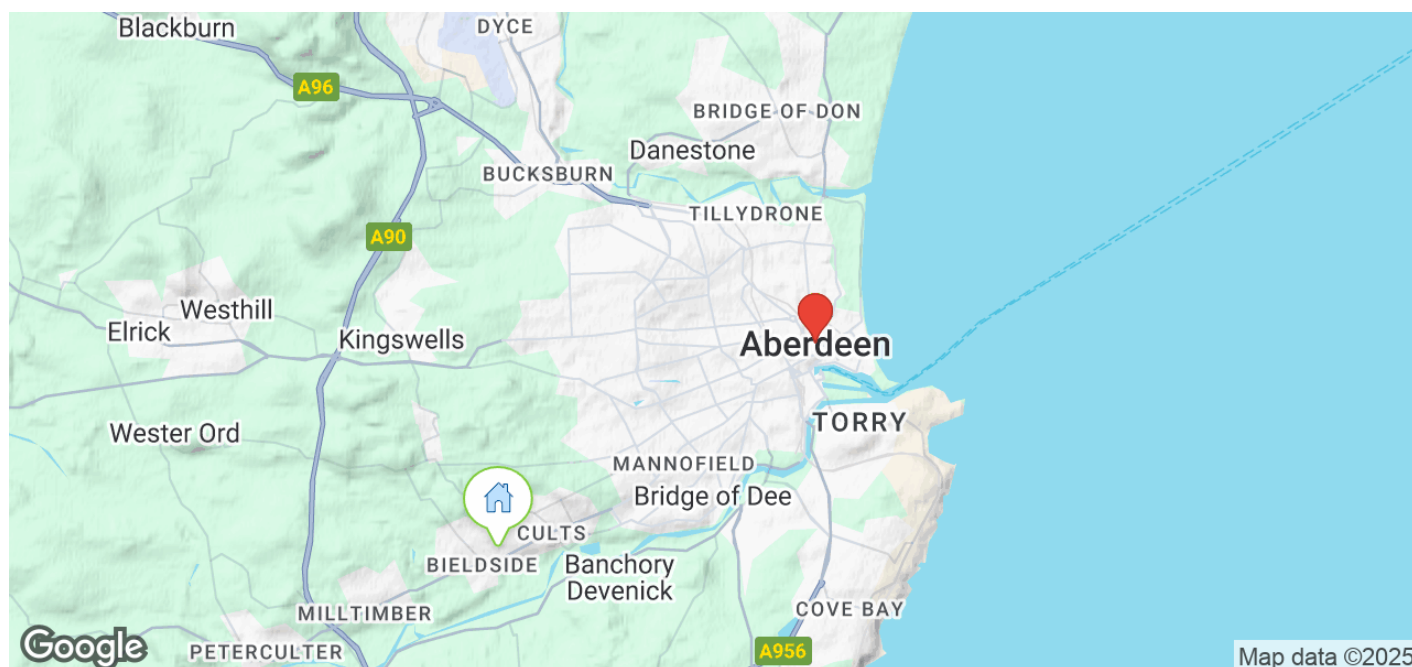 Blackburn
DYCE
A96
BRIDGE OF DON
Danestone
BUCKSBURN
TILLYDRONE
A90
Westhill
Elrick
Kingswells
Aberdeen
TORRY
Wester Ord
MANNOFIELD
Bridge of Dee
CULTS
BIELDSIDE
Banchory
Devenick
MILLTIMBER
COVE BAY
PETERCULTER
A956
Google
Map data ©2025